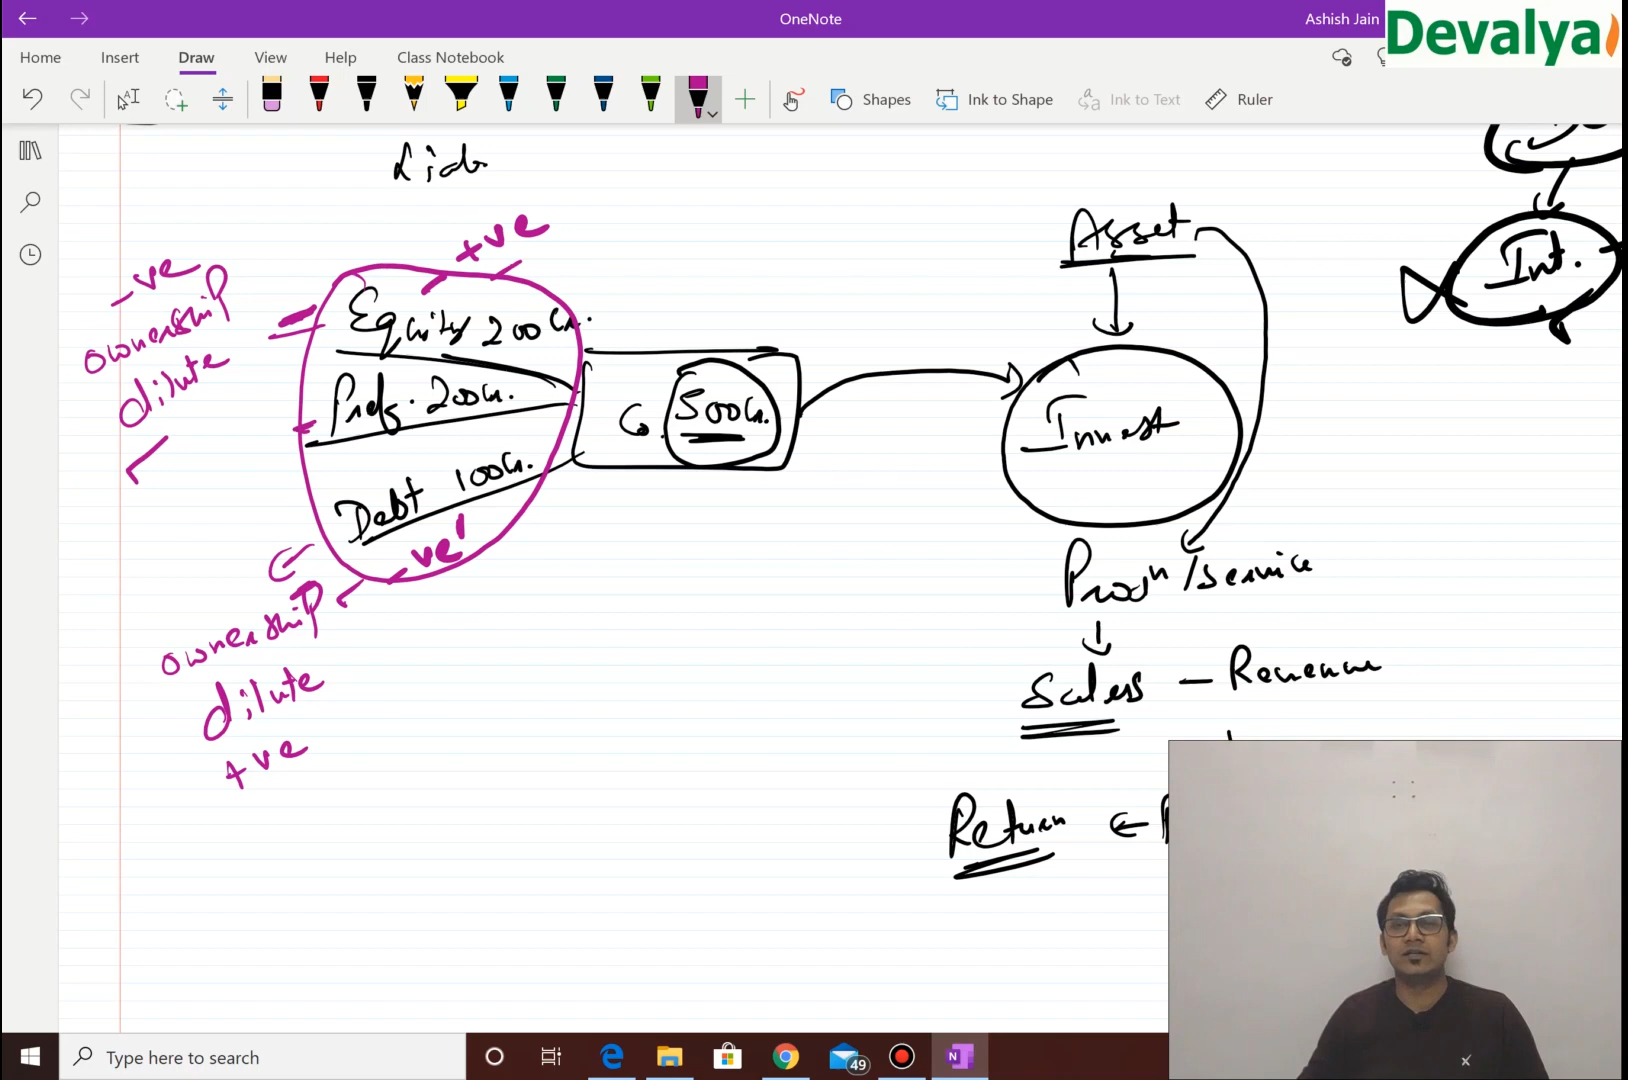 OneNote
Ashish Jain
Devalya
Home
Insert
Draw
View
Help
Class Notebook
Shapes
Ink to Shape
Ink to Text
Ruler
+ve
Asset
Int.
-ve
ownership
dilute
Equity 200 Cr.
Pref. 200 Cr.
Debt 100 Cr.
-ve
Co. 500 Cr.
Invest
Prodn / Service
Sales - Revenue
Return
ownership
dilute
+ve
Type here to search
49
N
x